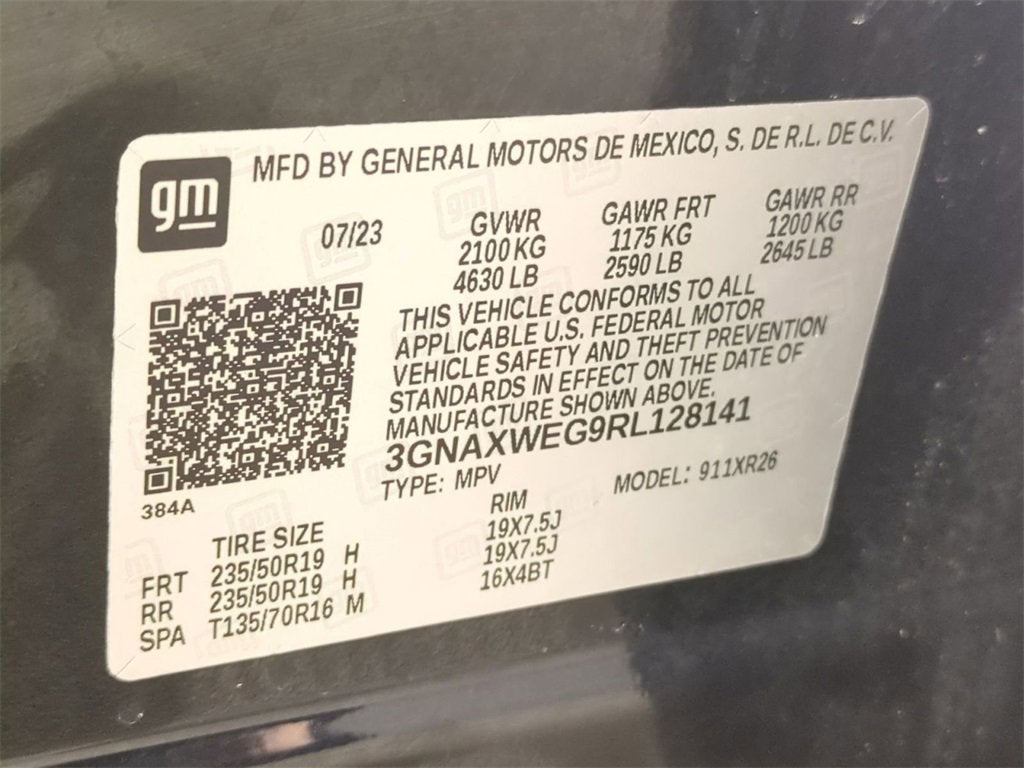 gm
MFD BY GENERAL MOTORS DE MEXICO, S. DE R.L. DE C.V.
07/23
GVWR
2100 KG
4630 LB
GAWR FRT
1175 KG
2590 LB
GAWR RR
1200 KG
2645 LB
THIS VEHICLE CONFORMS TO ALL
APPLICABLE U.S. FEDERAL MOTOR
VEHICLE SAFETY AND THEFT PREVENTION
STANDARDS IN EFFECT ON THE DATE OF
MANUFACTURE SHOWN ABOVE.
3GNAXWEG9RL128141
TYPE: MPV MODEL: 911XR26
384A
TIRE SIZE RIM
FRT 235/50R19 H 19X7.5J
RR 235/50R19 H 19X7.5J
SPA T135/70R16 M 16X4BT